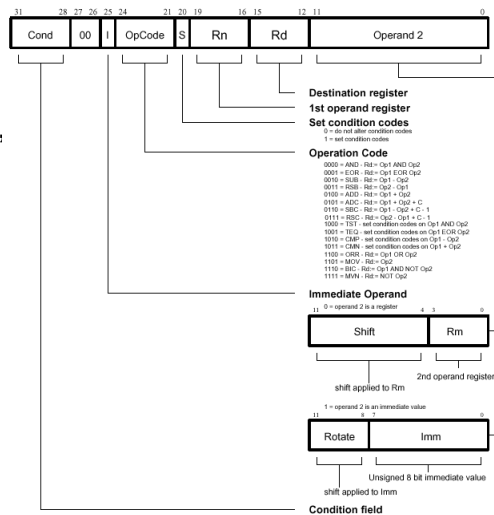 31 28 27 26 25 24 21 20 19 16 15 12 11 0
Cond 00 I OpCode S Rn Rd Operand 2
Destination register
1st operand register
Set condition codes
0 = do not alter condition codes
1 = set condition codes
Operation Code
0000 = AND - Rd:= Op1 AND Op2
0001 = EOR - Rd:= Op1 EOR Op2
0010 = SUB - Rd:= Op1 - Op2
0011 = RSB - Rd:= Op2 - Op1
0100 = ADD - Rd:= Op1 + Op2
0101 = ADC - Rd:= Op1 + Op2 + C
0110 = SBC - Rd:= Op1 - Op2 + C - 1
0111 = RSC - Rd:= Op2 - Op1 + C - 1
1000 = TST - set condition codes on Op1 AND Op2
1001 = TEQ - set condition codes on Op1 EOR Op2
1010 = CMP - set condition codes on Op1 - Op2
1011 = CMN - set condition codes on Op1 + Op2
1100 = ORR - Rd:= Op1 OR Op2
1101 = MOV - Rd:= Op2
1110 = BIC - Rd:= Op1 AND NOT Op2
1111 = MVN - Rd:= NOT Op2
Immediate Operand
0 = operand 2 is a register
11 4 3 0
Shift Rm
2nd operand register
shift applied to Rm
1 = operand 2 is an immediate value
11 8 7 0
Rotate Imm
Unsigned 8 bit immediate value
shift applied to Imm
Condition field